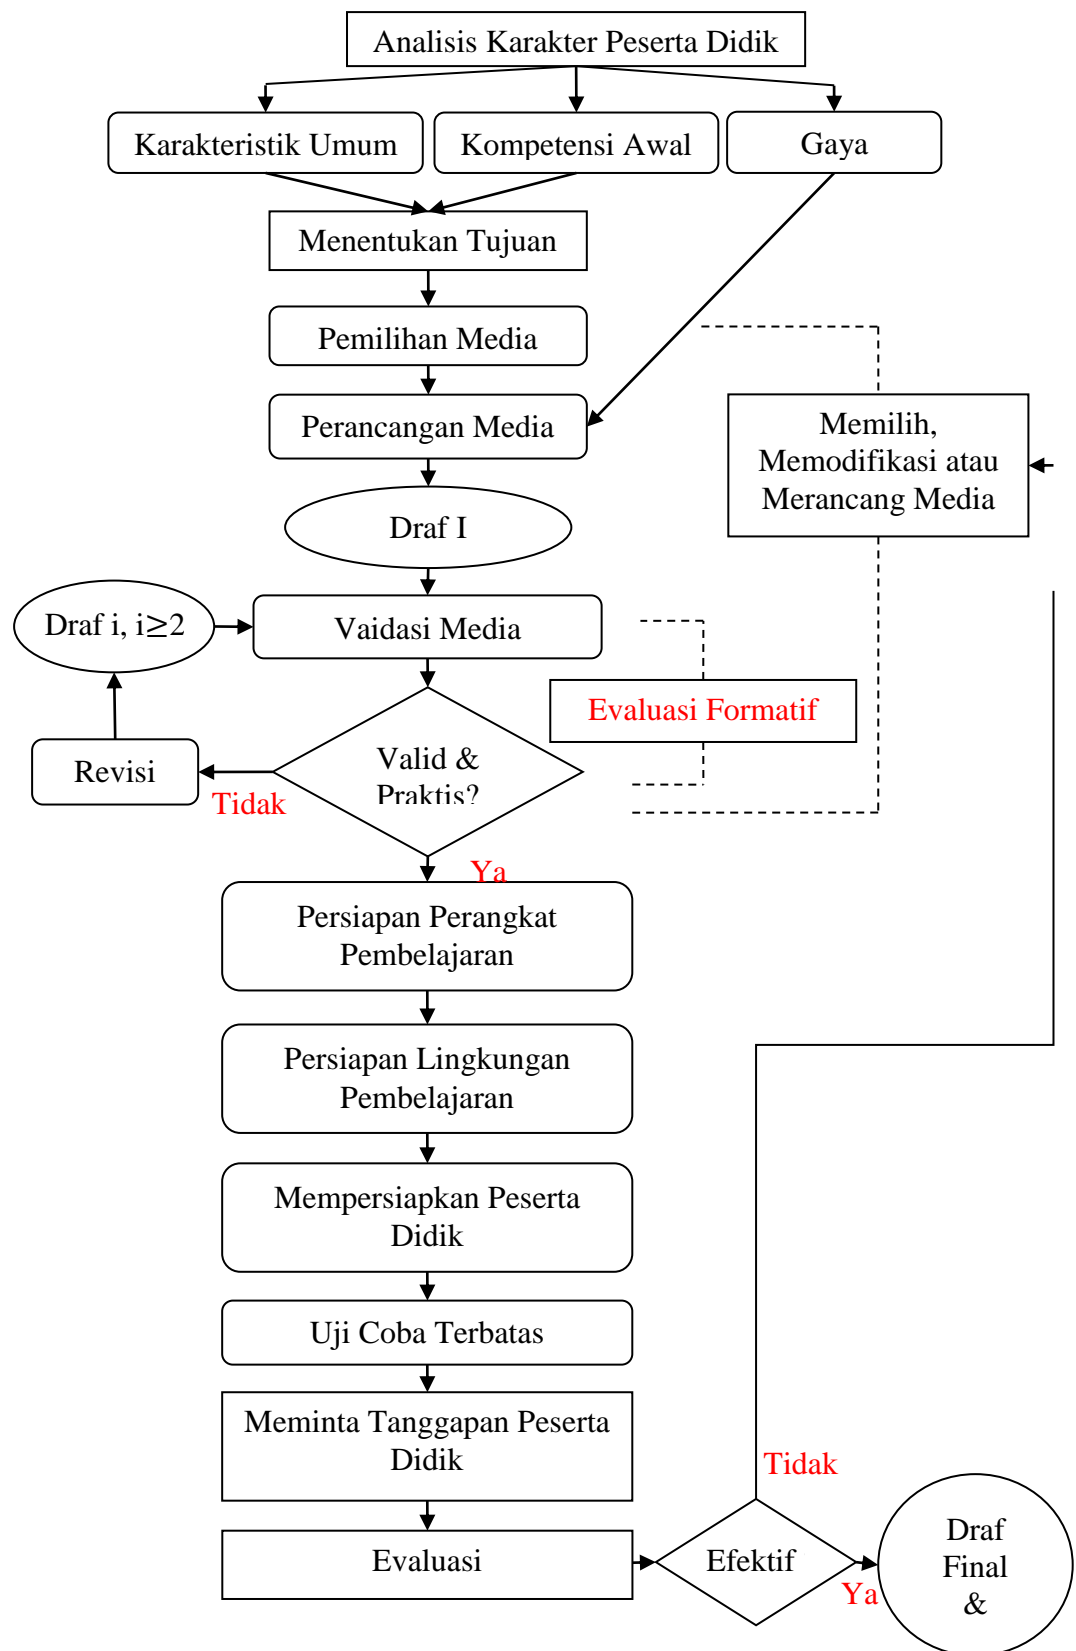 Analisis Karakter Peserta Didik
Karakteristik Umum
Kompetensi Awal
Gaya
Menentukan Tujuan
Pemilihan Media
Perancangan Media
Memilih,
Memodifikasi atau
Merancang Media
Draf I
Draf i, i≥2
Vaidasi Media
Evaluasi Formatif
Revisi
Tidak
Valid &
Praktis?
Ya
Persiapan Perangkat
Pembelajaran
Persiapan Lingkungan
Pembelajaran
Mempersiapkan Peserta
Didik
Uji Coba Terbatas
Meminta Tanggapan Peserta
Didik
Tidak
Evaluasi
Efektif
Ya
Draf
Final
&